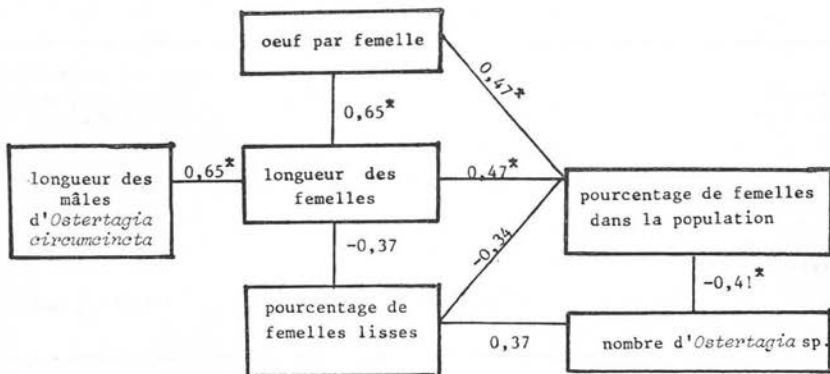 oeuf par femelle
0,47*
0,65*
longueur des
mâles
d'Ostertagia
circumcincta
0,65*
longueur des
femelles
0,47*
pourcentage de femelles
dans la population
-0,37
-0,34
-0,41*
pourcentage de
femelles lisses
0,37
nombre d'Ostertagia sp.